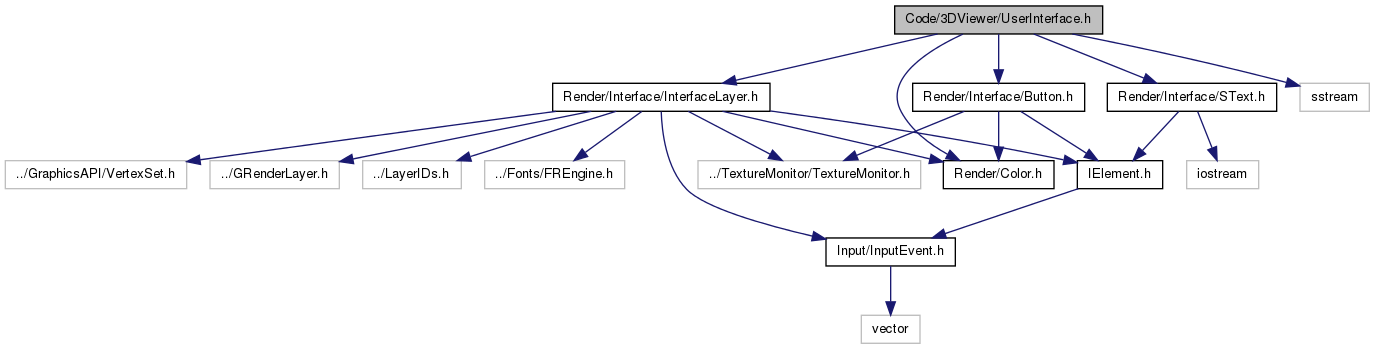 Code/3DViewer/UserInterface.h
Render/Interface/InterfaceLayer.h
Render/Interface/Button.h
Render/Interface/SText.h
sstream
../GraphicsAPI/VertexSet.h
../GRenderLayer.h
../LayerIDs.h
../Fonts/FREngine.h
../TextureMonitor/TextureMonitor.h
Render/Color.h
IElement.h
iostream
Input/InputEvent.h
vector